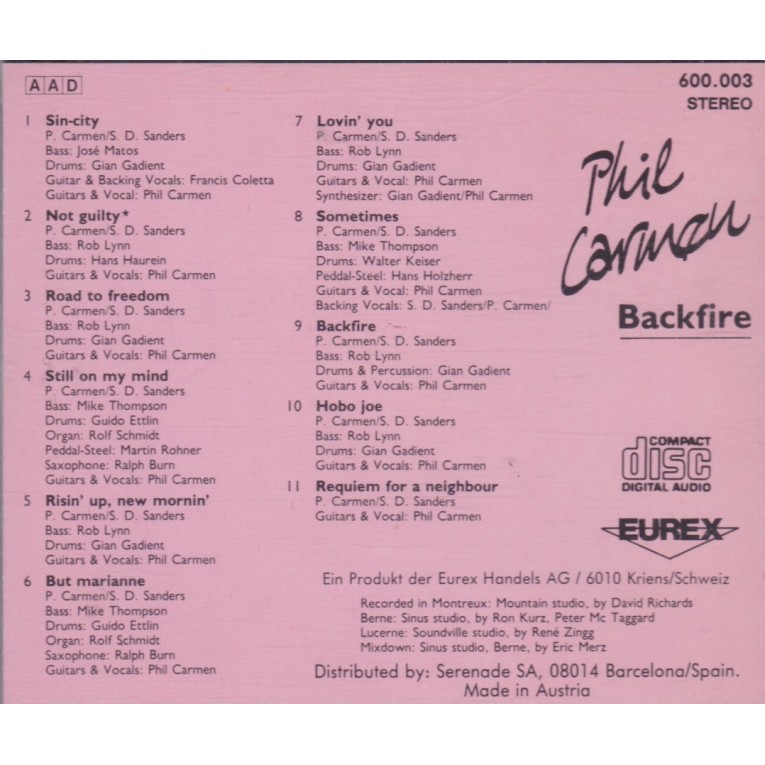 AAD
1 Sin-city
P. Carmen/S. D. Sanders
Bass: José Matos
Drums: Gian Gadient
Guitar & Backing Vocals: Francis Coletta
Guitars & Vocal: Phil Carmen
2 Not guilty*
P. Carmen/S. D. Sanders
Bass: Rob Lynn
Drums: Hans Haurein
Guitars & Vocals: Phil Carmen
3 Road to freedom
P. Carmen/S. D. Sanders
Bass: Rob Lynn
Drums: Gian Gadient
Guitars & Vocals: Phil Carmen
4 Still on my mind
P. Carmen/S. D. Sanders
Bass: Mike Thompson
Drums: Guido Ettlin
Organ: Rolf Schmidt
Peddal-Steel: Martin Rohner
Saxophone: Ralph Burn
Guitars & Vocals: Phil Carmen
5 Risin' up, new mornin'
P. Carmen/S. D. Sanders
Bass: Rob Lynn
Drums: Gian Gadient
Guitars & Vocals: Phil Carmen
6 But marianne
P. Carmen/S. D. Sanders
Bass: Mike Thompson
Drums: Guido Ettlin
Organ: Rolf Schmidt
Saxophone: Ralph Burn
Guitars & Vocals: Phil Carmen
7 Lovin' you
P. Carmen/S. D. Sanders
Bass: Rob Lynn
Drums: Gian Gadient
Guitars & Vocal: Phil Carmen
Synthesizer: Gian Gadient/Phil Carmen
8 Sometimes
P. Carmen/S. D. Sanders
Bass: Mike Thompson
Drums: Walter Keiser
Peddal-Steel: Hans Holzherr
Guitars & Vocal: Phil Carmen
Backing Vocals: S. D. Sanders/P. Carmen/
9 Backfire
P. Carmen/S. D. Sanders
Bass: Rob Lynn
Drums & Percussion: Gian Gadient
Guitars & Vocals: Phil Carmen
10 Hobo joe
P. Carmen/S. D. Sanders
Bass: Rob Lynn
Drums: Gian Gadient
Guitars & Vocal: Phil Carmen
11 Requiem for a neighbour
P. Carmen/S. D. Sanders
Guitars & Vocal: Phil Carmen
600.003
STEREO
Phil
Carmen
Backfire
COMPACT
disc
DIGITAL AUDIO
EUREX
Ein Produkt der Eurex Handels AG / 6010 Kriens/Schweiz
Recorded in Montreux: Mountain studio, by David Richards
Berne: Sinus studio, by Ron Kurz, Peter Mc Taggard
Lucerne: Soundville studio, by René Zingg
Mixdown: Sinus studio, Berne, by Eric Merz
Distributed by: Serenade SA, 08014 Barcelona/Spain.
Made in Austria